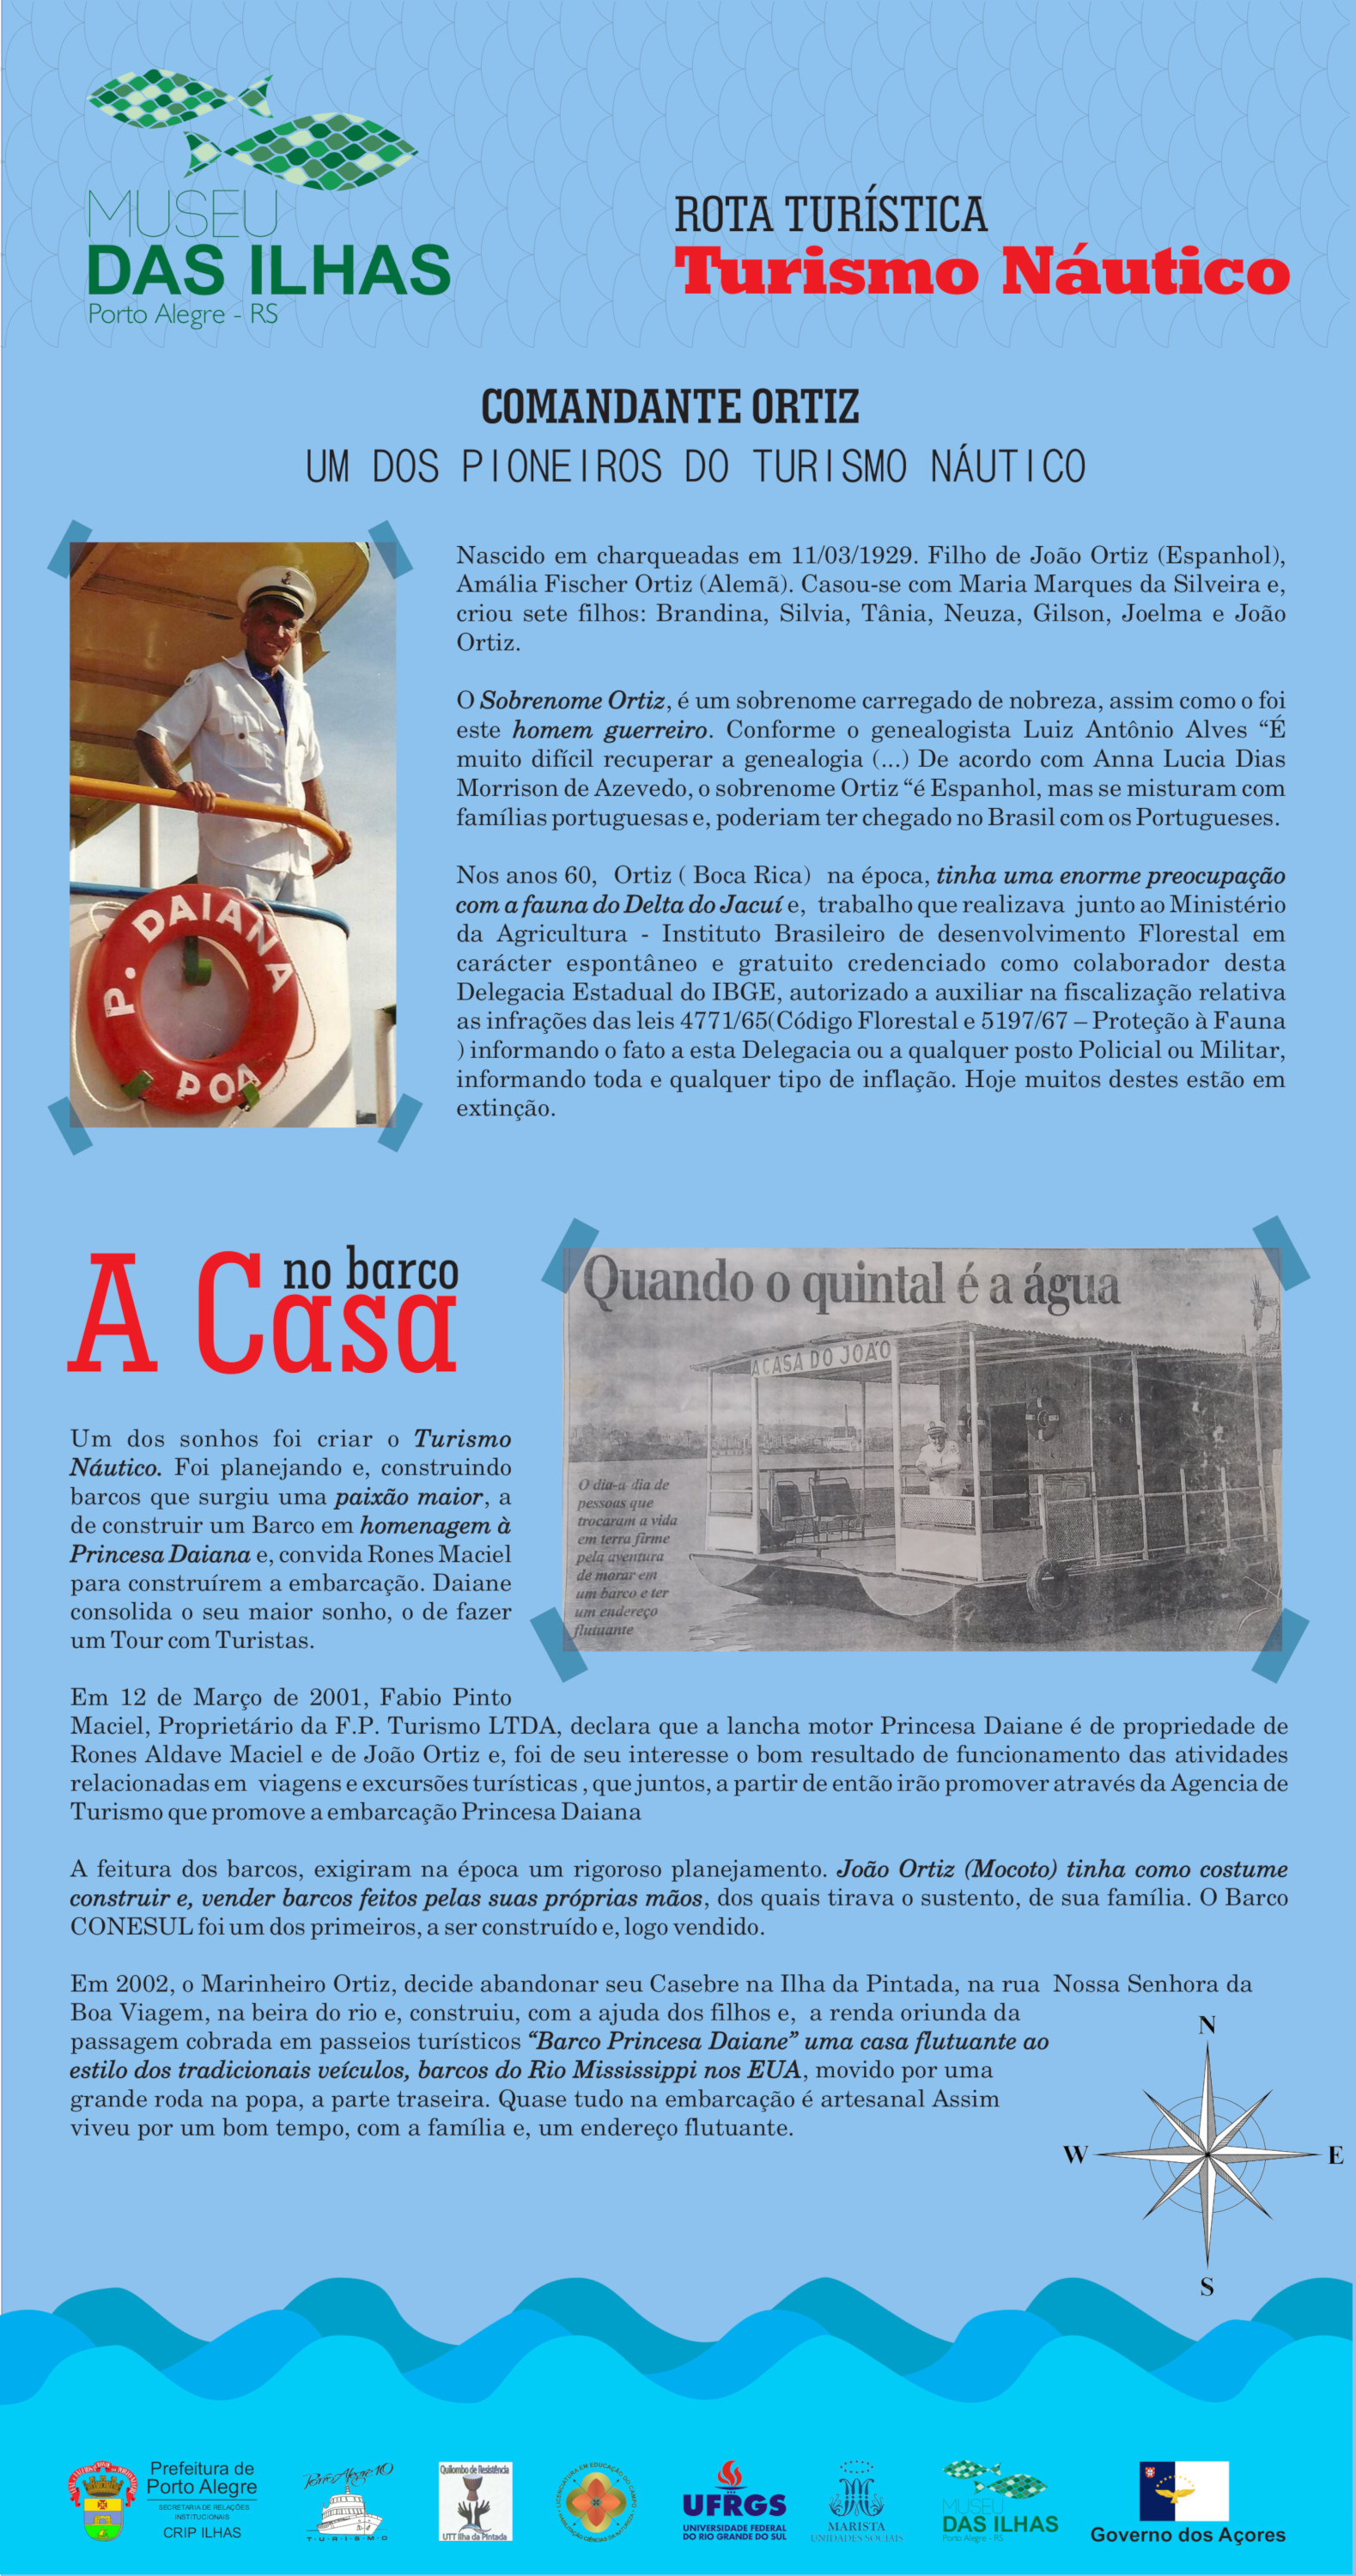 MUSEU
DAS ILHAS
Porto Alegre - RS
ROTA TURÍSTICA
Turismo Náutico
COMANDANTE ORTIZ
UM DOS PIONEIROS DO TURISMO NÁUTICO
P. DAIANA
POA
Nascido em charqueadas em 11/03/1929. Filho de João Ortiz (Espanhol),
Amália Fischer Ortiz (Alemã). Casou-se com Maria Marques da Silveira e,
criou sete filhos: Brandina, Silvia, Tânia, Neuza, Gilson, Joelma e João
Ortiz.
O Sobrenome Ortiz, é um sobrenome carregado de nobreza, assim como o foi
este homem guerreiro. Conforme o genealogista Luiz Antônio Alves “É
muito difícil recuperar a genealogia (...) De acordo com Anna Lucia Dias
Morrison de Azevedo, o sobrenome Ortiz “é Espanhol, mas se misturam com
famílias portuguesas e, poderiam ter chegado no Brasil com os Portugueses.
Nos anos 60, Ortiz ( Boca Rica) na época, tinha uma enorme preocupação
com a fauna do Delta do Jacuí e, trabalho que realizava junto ao Ministério
da Agricultura - Instituto Brasileiro de desenvolvimento Florestal em
carácter espontâneo e gratuito credenciado como colaborador desta
Delegacia Estadual do IBGE, autorizado a auxiliar na fiscalização relativa
as infrações das leis 4771/65(Código Florestal e 5197/67 – Proteção à Fauna
) informando o fato a esta Delegacia ou a qualquer posto Policial ou Militar,
informando toda e qualquer tipo de inflação. Hoje muitos destes estão em
extinção.
A Casa
no barco
Quando o quintal é a água
A CASA DO JOÃO
O dia-a-dia de
pessoas que
trocaram a vida
em terra firme
pela aventura
de morar em
um barco e ter
um endereço
flutuante
Um dos sonhos foi criar o Turismo
Náutico. Foi planejando e, construindo
barcos que surgiu uma paixão maior, a
de construir um Barco em homenagem à
Princesa Daiana e, convida Rones Maciel
para construírem a embarcação. Daiane
consolida o seu maior sonho, o de fazer
um Tour com Turistas.
Em 12 de Março de 2001, Fabio Pinto
Maciel, Proprietário da F.P. Turismo LTDA, declara que a lancha motor Princesa Daiane é de propriedade de
Rones Aldave Maciel e de João Ortiz e, foi de seu interesse o bom resultado de funcionamento das atividades
relacionadas em viagens e excursões turísticas , que juntos, a partir de então irão promover através da Agencia de
Turismo que promove a embarcação Princesa Daiana
A feitura dos barcos, exigiram na época um rigoroso planejamento. João Ortiz (Mocoto) tinha como costume
construir e, vender barcos feitos pelas suas próprias mãos, dos quais tirava o sustento, de sua família. O Barco
CONESUL foi um dos primeiros, a ser construído e, logo vendido.
Em 2002, o Marinheiro Ortiz, decide abandonar seu Casebre na Ilha da Pintada, na rua Nossa Senhora da
Boa Viagem, na beira do rio e, construiu, com a ajuda dos filhos e, a renda oriunda da
passagem cobrada em passeios turísticos “Barco Princesa Daiane” uma casa flutuante ao
estilo dos tradicionais veículos, barcos do Rio Mississippi nos EUA, movido por uma
grande roda na popa, a parte traseira. Quase tudo na embarcação é artesanal Assim
viveu por um bom tempo, com a família e, um endereço flutuante.
N
W
E
S
Prefeitura de
Porto Alegre
SECRETARIA DE RELAÇÕES
INSTITUCIONAIS
CRIP ILHAS
Porto Alegre 10
T·U·R·I·S·M·O
Quilombo de Resistência
UTT Ilha da Pintada
LICENCIATURA EM EDUCAÇÃO DO CAMPO
UFRGS
UNIVERSIDADE FEDERAL
DO RIO GRANDE DO SUL
MARISTA
UNIDADES SOCIAIS
MUSEU
DAS ILHAS
Porto Alegre - RS
Governo dos Açores